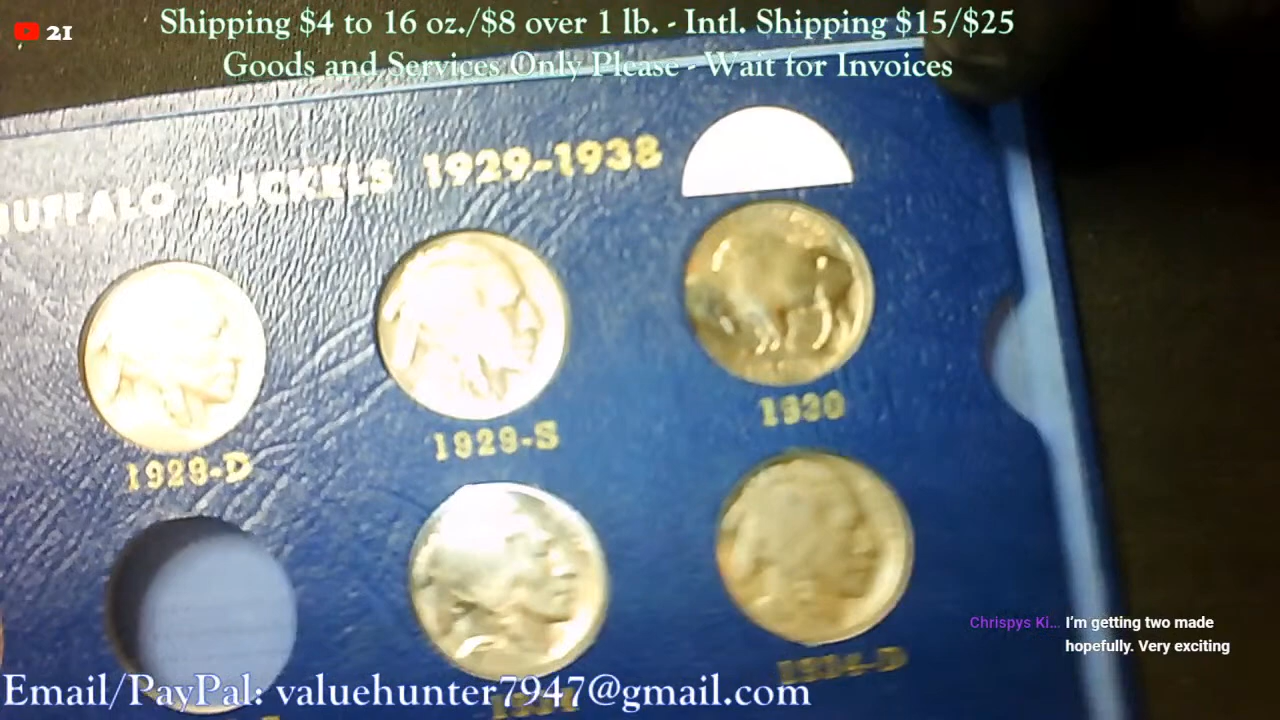 21
Shipping $4 to 16 oz./$8 over 1 lb. - Intl. Shipping $15/$25
Goods and Services Only Please - Wait for Invoices
BUFFALO NICKELS 1929-1938
1929-D
1929-S
1930
1934-D
Chrispys Ki... I'm getting two made
hopefully. Very exciting
Email/PayPal: valuehunter7947@gmail.com